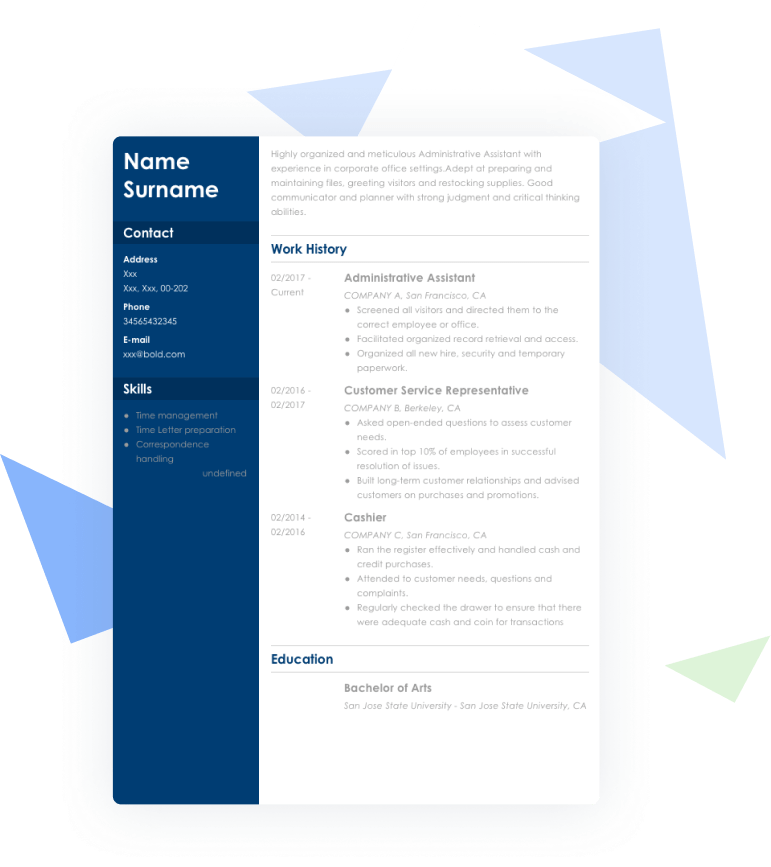 Name
Surname
Contact
Address
Xxx
Xxx, Xxx, 00-202
Phone
34565432345
E-mail
xxx@bold.com
Skills
● Time management
● Time Letter preparation
● Correspondence
handling
undefined
Highly organized and meticulous Administrative Assistant with
experience in corporate office settings.Adept at preparing and
maintaining files, greeting visitors and restocking supplies. Good
communicator and planner with strong judgment and critical thinking
abilities.
Work History
02/2017 -
Current
Administrative Assistant
COMPANY A, San Francisco, CA
● Screened all visitors and directed them to the
correct employee or office.
● Facilitated organized record retrieval and access.
● Organized all new hire, security and temporary
paperwork.
02/2016 -
02/2017
Customer Service Representative
COMPANY B, Berkeley, CA
● Asked open-ended questions to assess customer
needs.
● Scored in top 10% of employees in successful
resolution of issues.
● Built long-term customer relationships and advised
customers on purchases and promotions.
02/2014 -
02/2016
Cashier
COMPANY C, San Francisco, CA
● Ran the register effectively and handled cash and
credit purchases.
● Attended to customer needs, questions and
complaints.
● Regularly checked the drawer to ensure that there
were adequate cash and coin for transactions
Education
Bachelor of Arts
San Jose State University - San Jose State University, CA